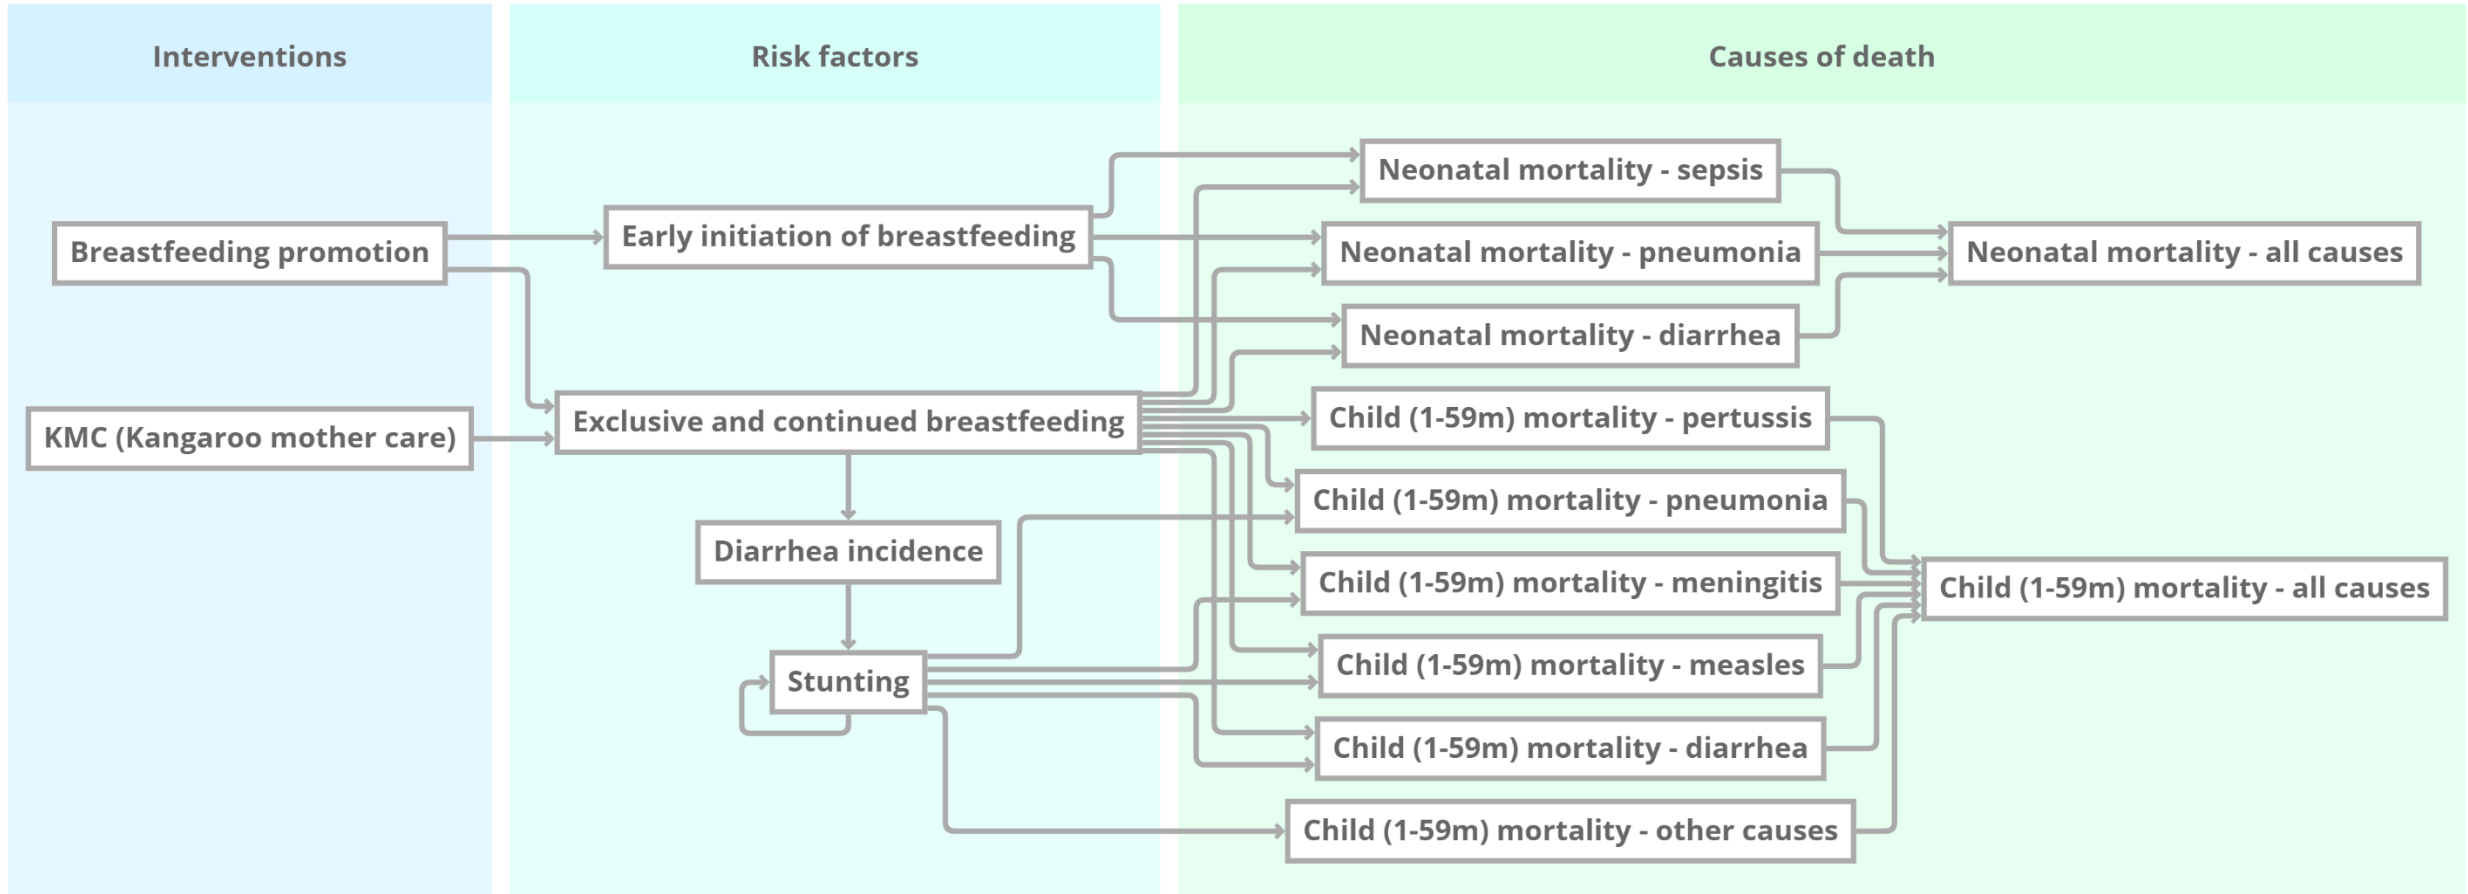 Interventions
Risk factors
Causes of death
Breastfeeding promotion
KMC (Kangaroo mother care)
Early initiation of breastfeeding
Exclusive and continued breastfeeding
Diarrhea incidence
Stunting
Neonatal mortality - sepsis
Neonatal mortality - pneumonia
Neonatal mortality - diarrhea
Child (1-59m) mortality - pertussis
Child (1-59m) mortality - pneumonia
Child (1-59m) mortality - meningitis
Child (1-59m) mortality - measles
Child (1-59m) mortality - diarrhea
Child (1-59m) mortality - other causes
Neonatal mortality - all causes
Child (1-59m) mortality - all causes